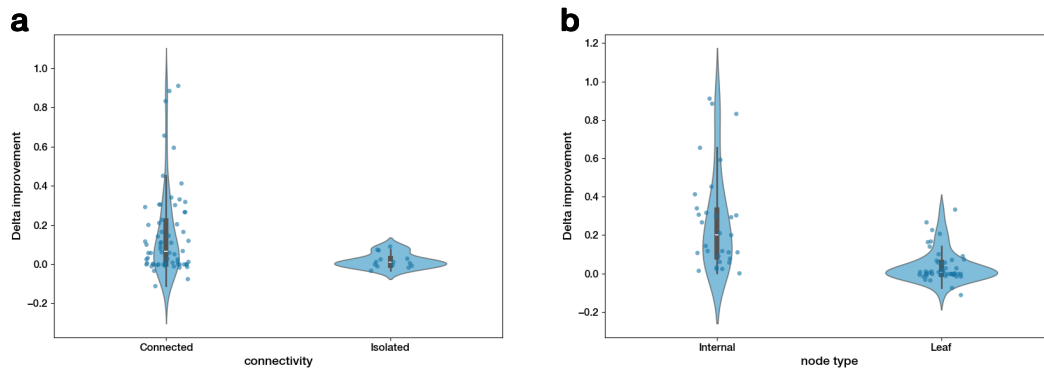 a
Delta improvement
1.0
0.8
0.6
0.4
0.2
0.0
−0.2
Connected
Isolated
connectivity
b
Delta improvement
1.2
1.0
0.8
0.6
0.4
0.2
0.0
−0.2
Internal
Leaf
node type